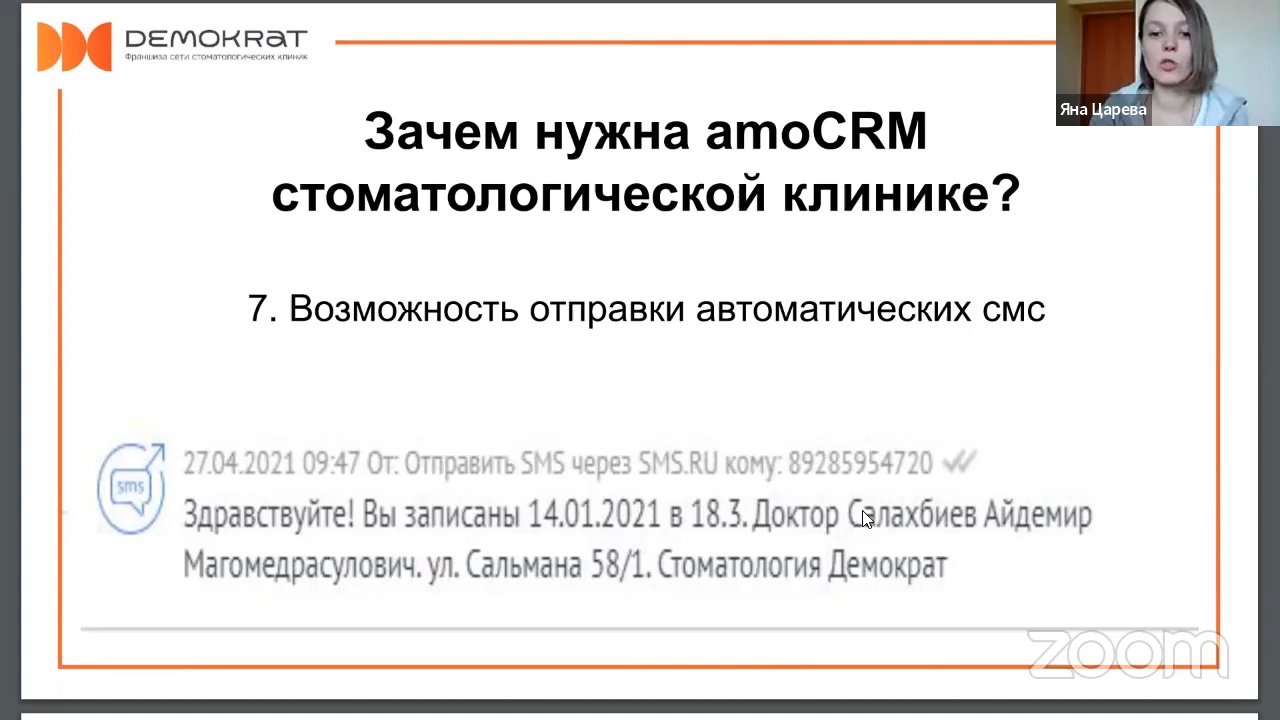 DEMOKRAT
Франшиза сети стоматологических клиник
Яна Царева
Зачем нужна amoCRM
стоматологической клинике?
7. Возможность отправки автоматических смс
sms
27.04.2021 09:47 От: Отправить SMS через SMS.RU кому: 89285954720
Здравствуйте! Вы записаны 14.01.2021 в 18.3. Доктор Салахбиев Айдемир
Магомедрасулович. ул. Сальмана 58/1. Стоматология Демократ
zoom